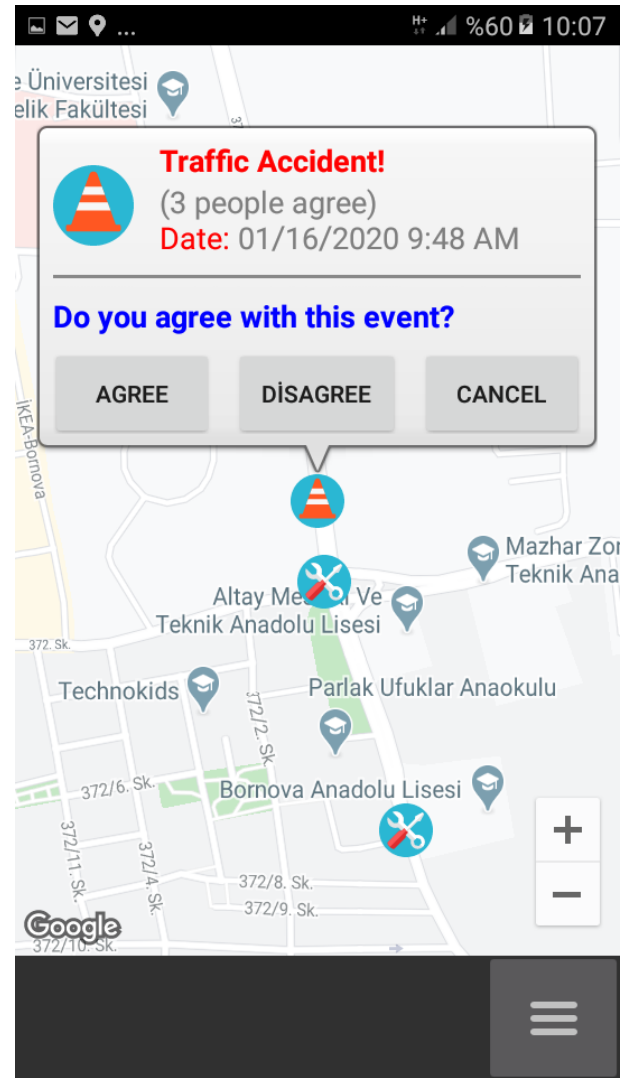 ... H+ %60 10:07
e Üniversitesi
elik Fakültesi
Traffic Accident!
(3 people agree)
Date: 01/16/2020 9:48 AM
Do you agree with this event?
AGREE DİSAGREE CANCEL
İKEA-Bornova
Mazhar Zor
Teknik Ana
Altay Ve
Teknik Anadolu Lisesi
372. Sk.
Technokids
Parlak Ufuklar Anaokulu
372/2. Sk.
372/6. Sk.
Bornova Anadolu Lisesi
372/11. Sk.
372/4. Sk.
372/8. Sk.
372/9. Sk.
+
−
Google
372/10. Sk.